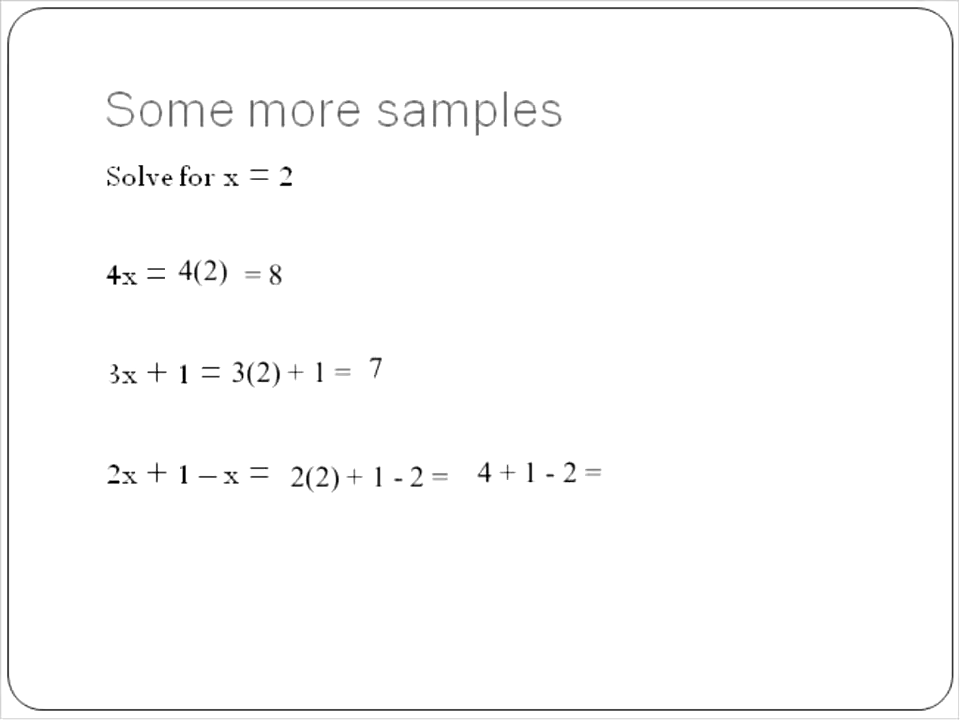 Some more samples
Solve for x = 2
4x = 4(2) = 8
3x + 1 = 3(2) + 1 = 7
2x + 1 – x = 2(2) + 1 - 2 = 4 + 1 - 2 =